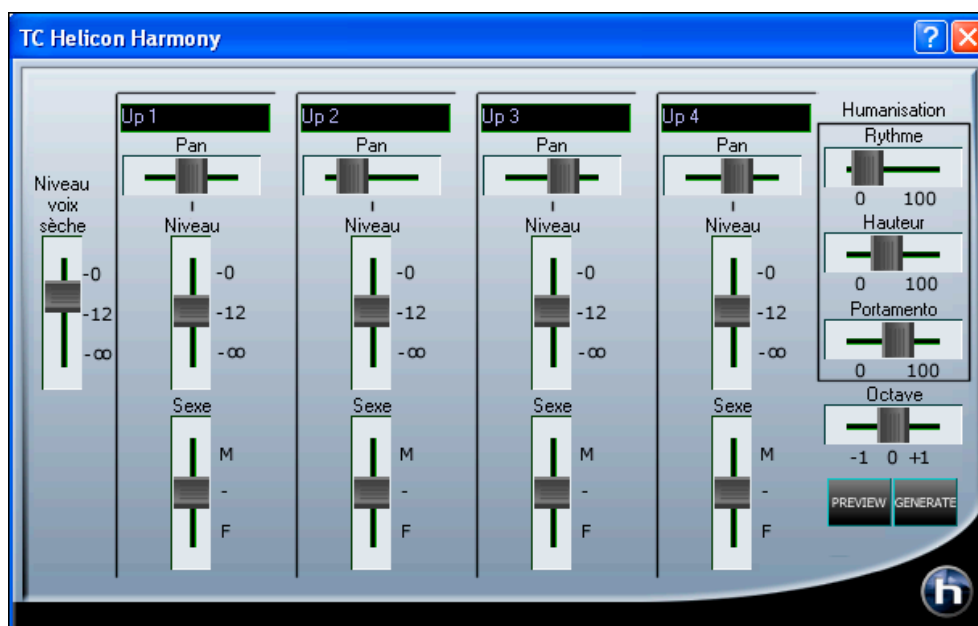 TC Helicon Harmony
?
Niveau
voix
sèche
-0
-12
-∞
Up 1
Pan
Niveau
-0
-12
-∞
Sexe
M
-
F
Up 2
Pan
Niveau
-0
-12
-∞
Sexe
M
-
F
Up 3
Pan
Niveau
-0
-12
-∞
Sexe
M
-
F
Up 4
Pan
Niveau
-0
-12
-∞
Sexe
M
-
F
Humanisation
Rythme
0 100
Hauteur
0 100
Portamento
0 100
Octave
-1 0 +1
PREVIEW GENERATE
h